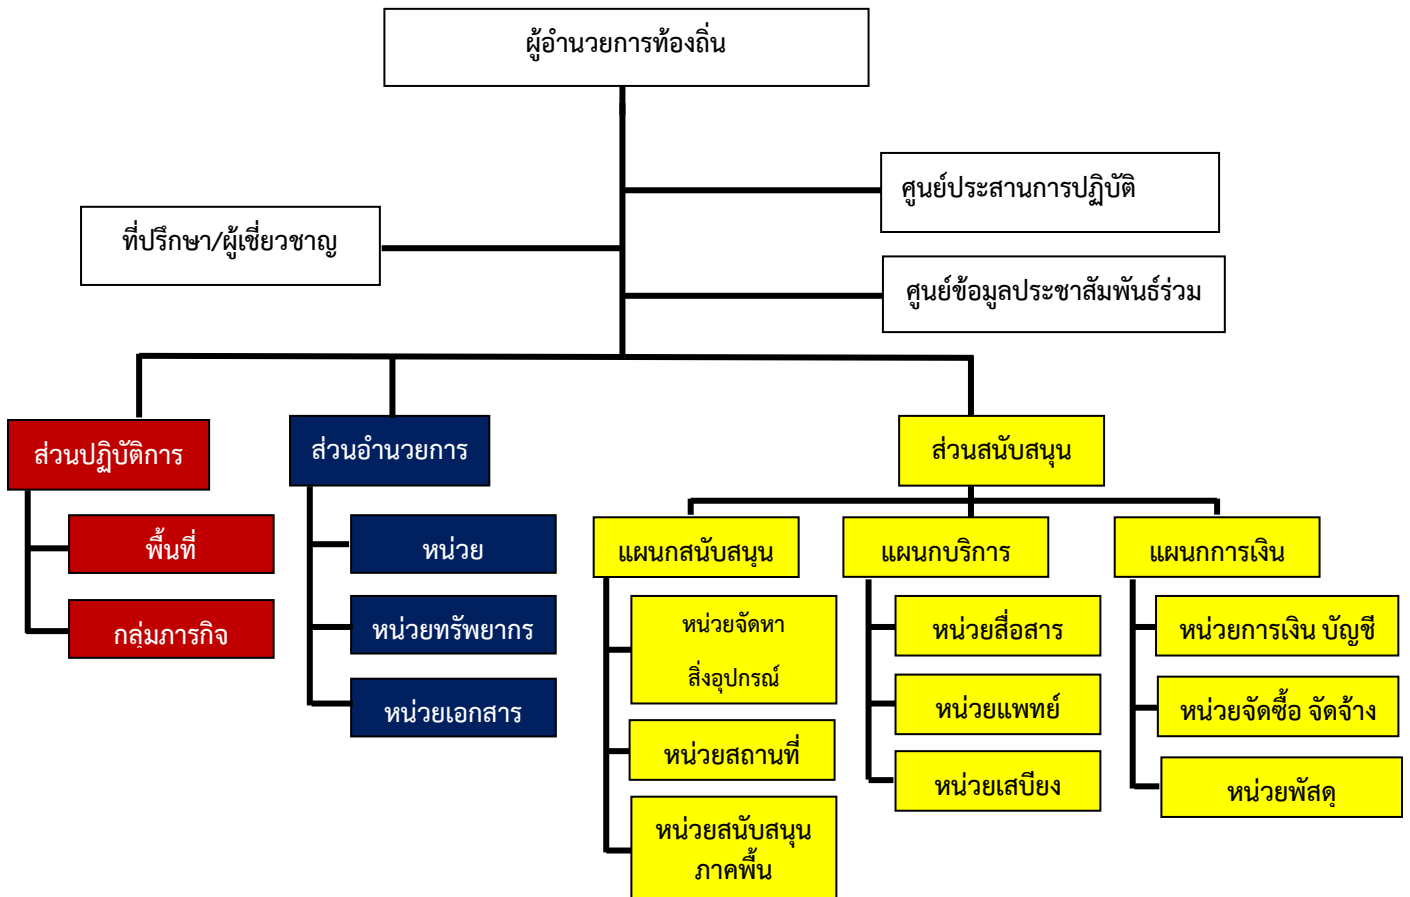 ผู้อำนวยการท้องถิ่น
ศูนย์ประสานการปฏิบัติ
ที่ปรึกษา/ผู้เชี่ยวชาญ
ศูนย์ข้อมูลประชาสัมพันธ์ร่วม
ส่วนปฏิบัติการ
ส่วนอำนวยการ
ส่วนสนับสนุน
พื้นที่
กลุ่มภารกิจ
หน่วย
หน่วยทรัพยากร
หน่วยเอกสาร
แผนกสนับสนุน
หน่วยจัดหา
สิ่งอุปกรณ์
หน่วยสถานที่
หน่วยสนับสนุน
ภาคพื้น
แผนกบริการ
หน่วยสื่อสาร
หน่วยแพทย์
หน่วยเสบียง
แผนกการเงิน
หน่วยการเงิน บัญชี
หน่วยจัดซื้อ จัดจ้าง
หน่วยพัสดุ